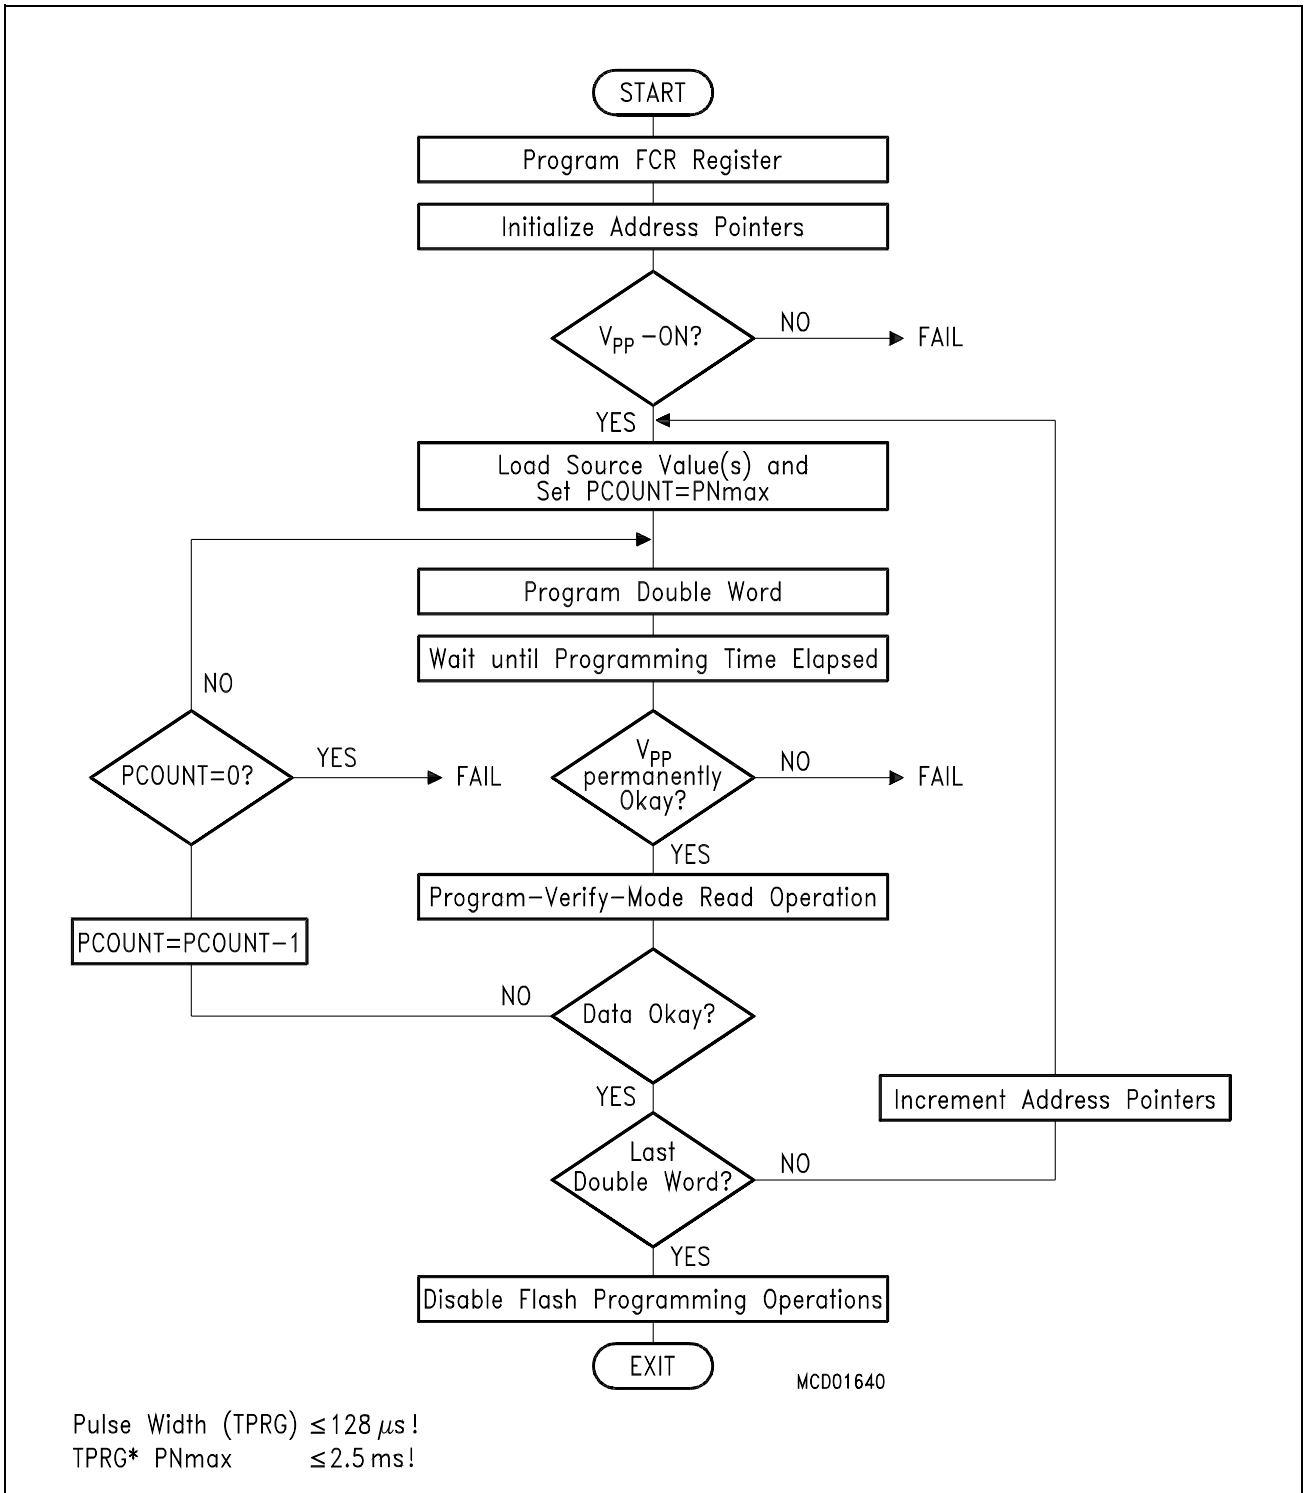 START
Program FCR Register
Initialize Address Pointers
VPP -ON?
NO
FAIL
YES
Load Source Value(s) and
Set PCOUNT=PNmax
Program Double Word
Wait until Programming Time Elapsed
NO
PCOUNT=0?
YES
FAIL
VPP
permanently
Okay?
NO
FAIL
YES
Program-Verify-Mode Read Operation
PCOUNT=PCOUNT-1
NO
Data Okay?
YES
Increment Address Pointers
Last
Double Word?
NO
YES
Disable Flash Programming Operations
EXIT
MCD01640
Pulse Width (TPRG) ≤128 μs!
TPRG* PNmax ≤2.5 ms!